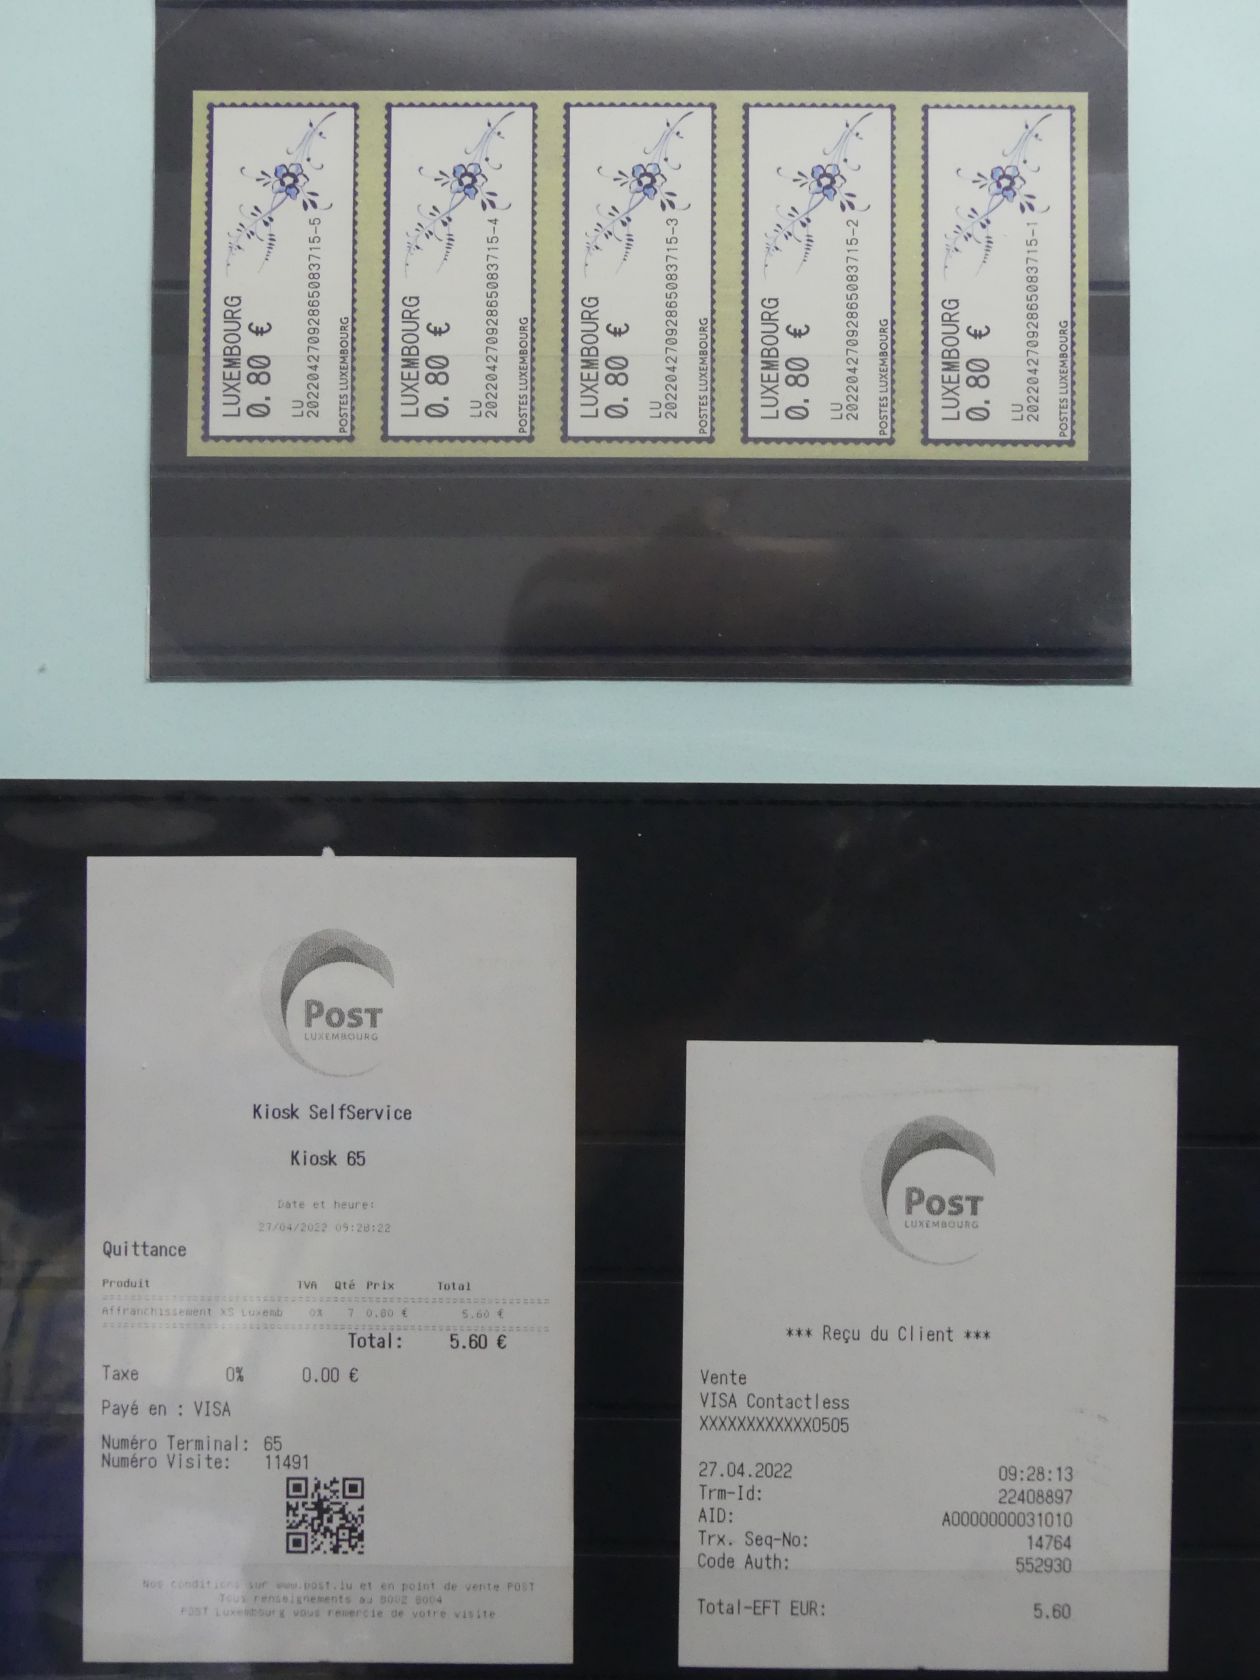 LUXEMBOURG
0.80 €
LU
20220427092865083715-5
POSTES LUXEMBOURG
LUXEMBOURG
0.80 €
LU
20220427092865083715-4
POSTES LUXEMBOURG
LUXEMBOURG
0.80 €
LU
20220427092865083715-3
POSTES LUXEMBOURG
LUXEMBOURG
0.80 €
LU
20220427092865083715-2
POSTES LUXEMBOURG
LUXEMBOURG
0.80 €
LU
20220427092865083715-1
POSTES LUXEMBOURG
POST
LUXEMBOURG
Kiosk SelfService
Kiosk 65
Date et heure:
27/04/2022 09:28:22
Quittance
Produit TVA Qté Prix Total
Affranchissement XS Luxemb 0% 7 0.80 € 5.60 €
Total: 5.60 €
Taxe 0% 0.00 €
Payé en : VISA
Numéro Terminal: 65
Numéro Visite: 11491
Nos conditions sur www.post.lu et en point de vente POST
Tous renseignements au 8002 8004
POST Luxembourg vous remercie de votre visite
POST
LUXEMBOURG
*** Reçu du Client ***
Vente
VISA Contactless
XXXXXXXXXXXX0505
27.04.2022 09:28:13
Trm-Id: 22408897
AID: A0000000031010
Trx. Seq-No: 14764
Code Auth: 552930
Total-EFT EUR: 5.60